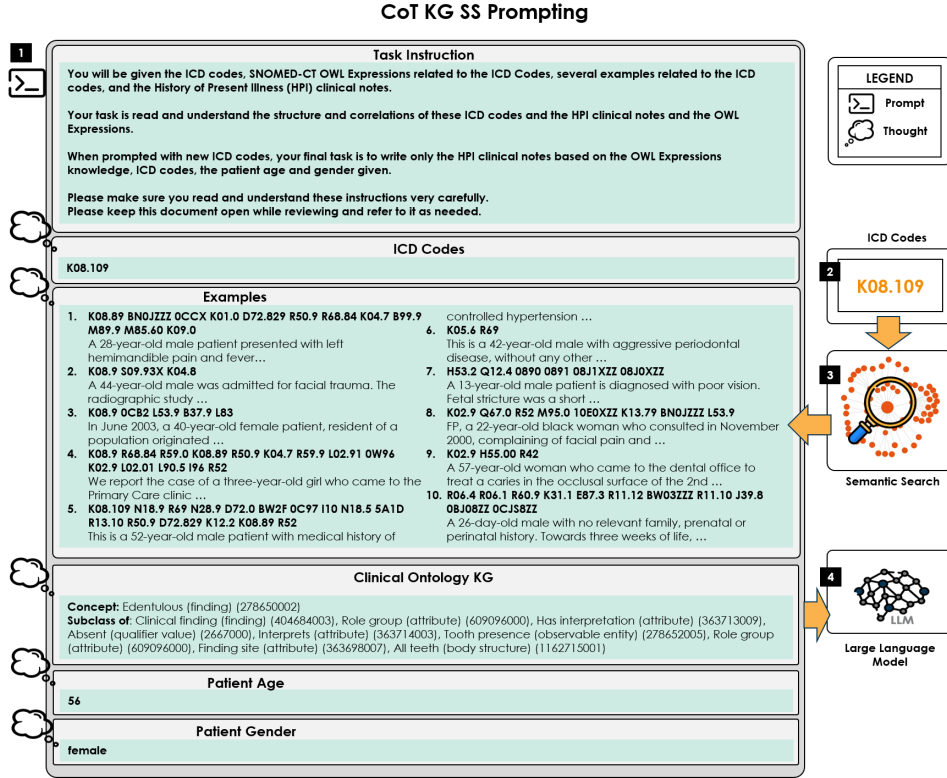 CoT KG SS Prompting
1
Task Instruction
You will be given the ICD codes, SNOMED-CT OWL Expressions related to the ICD Codes, several examples related to the ICD
codes, and the History of Present Illness (HPI) clinical notes.
Your task is read and understand the structure and correlations of these ICD codes and the HPI clinical notes and the OWL
Expressions.
When prompted with new ICD codes, your final task is to write only the HPI clinical notes based on the OWL Expressions
knowledge, ICD codes, the patient age and gender given.
Please make sure you read and understand these instructions very carefully.
Please keep this document open while reviewing and refer to it as needed.
ICD Codes
K08.109
Examples
1. K08.89 BN0JZZZ 0CCX K01.0 D72.829 R50.9 R68.84 K04.7 B99.9
M89.9 M85.60 K09.0
A 28-year-old male patient presented with left
hemimandible pain and fever...
2. K08.9 S09.93X K04.8
A 44-year-old male was admitted for facial trauma. The
radiographic study ...
3. K08.9 0CB2 L53.9 B37.9 L83
In June 2003, a 40-year-old female patient, resident of a
population originated ...
4. K08.9 R68.84 R59.0 K08.89 R50.9 K04.7 R59.9 L02.91 0W96
K02.9 L02.01 L90.5 I96 R52
We report the case of a three-year-old girl who came to the
Primary Care clinic ...
5. K08.109 N18.9 R69 N28.9 D72.0 BW2F 0C97 I10 N18.5 5A1D
R13.10 R50.9 D72.829 K12.2 K08.89 R52
This is a 52-year-old male patient with medical history of
controlled hypertension ...
6. K05.6 R69
This is a 42-year-old male with aggressive periodontal
disease, without any other ...
7. H53.2 Q12.4 0890 0891 08J1XZZ 08J0XZZ
A 13-year-old male patient is diagnosed with poor vision.
Fetal stricture was a short ...
8. K02.9 Q67.0 R52 M95.0 10E0XZZ K13.79 BN0JZZZ L53.9
FP, a 22-year-old black woman who consulted in November
2000, complaining of facial pain and ...
9. K02.9 H55.00 R42
A 57-year-old woman who came to the dental office to
treat a caries in the occlusal surface of the 2nd ...
10. R06.4 R06.1 R60.9 K31.1 E87.3 R11.12 BW03ZZZ R11.10 J39.8
0BJ08ZZ 0CJS8ZZ
A 26-day-old male with no relevant family, prenatal or
perinatal history. Towards three weeks of life, ...
Clinical Ontology KG
Concept: Edentulous (finding) (278650002)
Subclass of: Clinical finding (finding) (404684003), Role group (attribute) (609096000), Has interpretation (attribute) (363713009),
Absent (qualifier value) (2667000), Interprets (attribute) (363714003), Tooth presence (observable entity) (278652005), Role group
(attribute) (609096000), Finding site (attribute) (363698007), All teeth (body structure) (1162715001)
Patient Age
56
Patient Gender
female
LEGEND
Prompt
Thought
ICD Codes
2
K08.109
3
Semantic Search
4
LLM
Large Language
Model